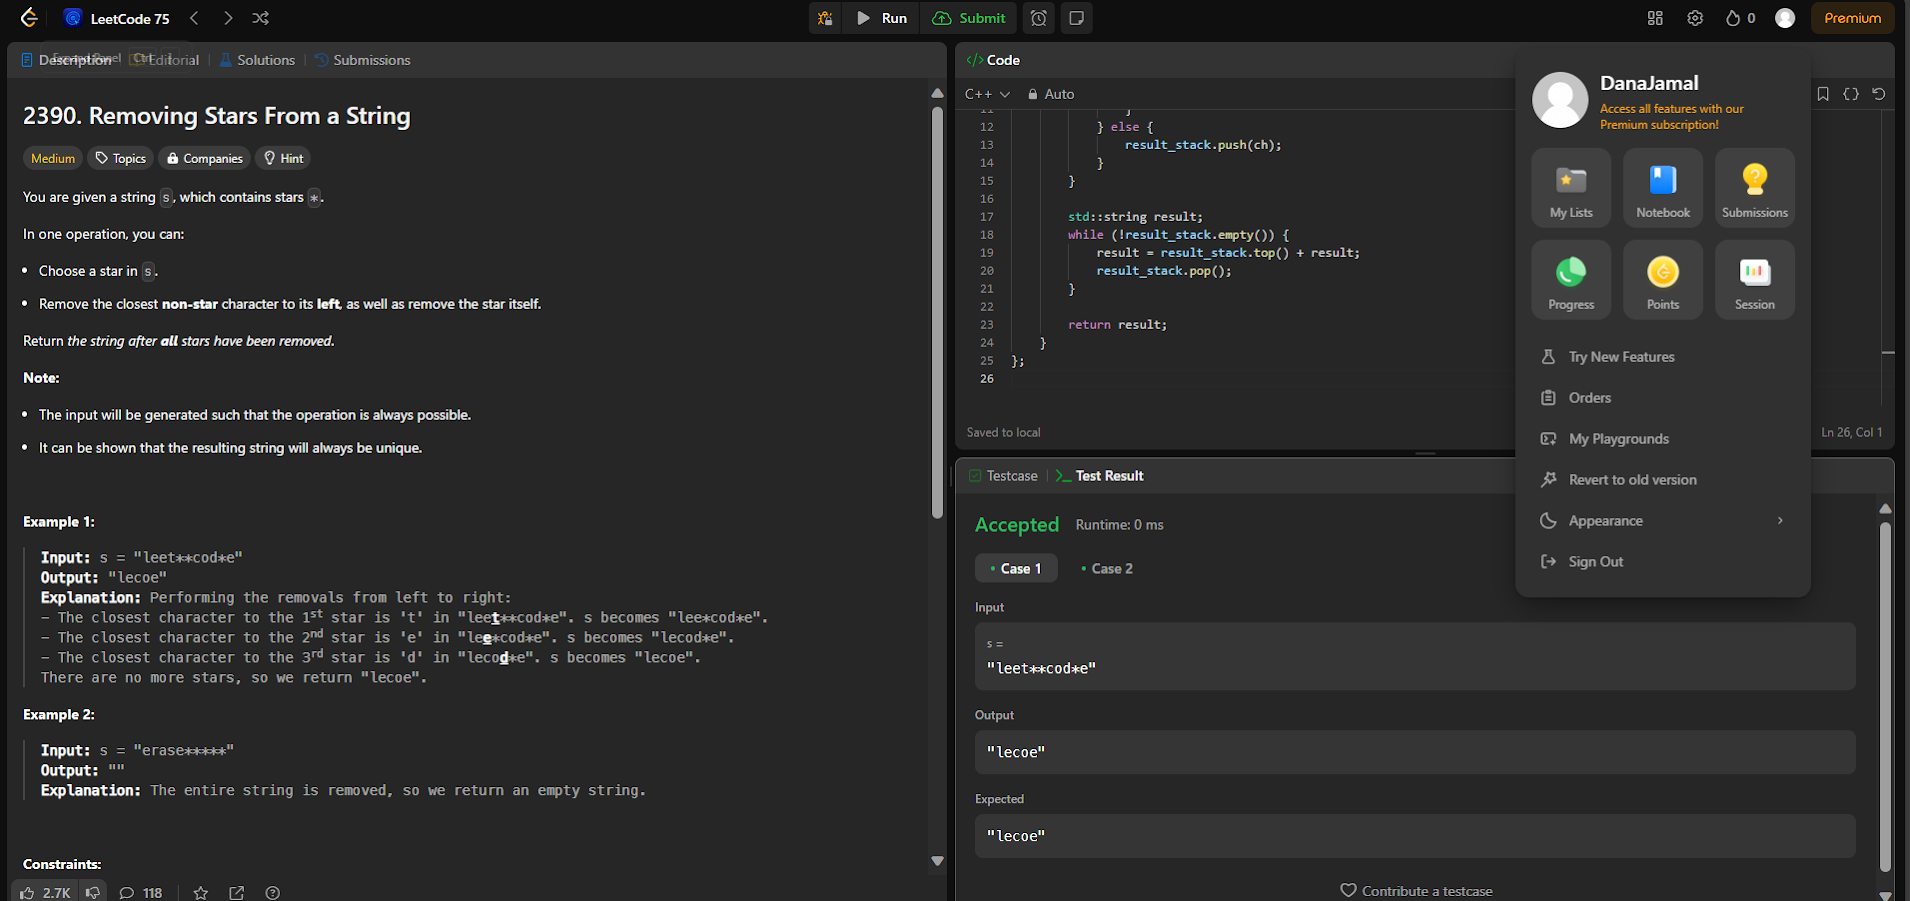 LeetCode 75
Run
Submit
0
Premium
Description
Editorial
Solutions
Submissions
2390. Removing Stars From a String
Medium
Topics
Companies
Hint
You are given a string s, which contains stars *.
In one operation, you can:
• Choose a star in s.
• Remove the closest non-star character to its left, as well as remove the star itself.
Return the string after all stars have been removed.
Note:
• The input will be generated such that the operation is always possible.
• It can be shown that the resulting string will always be unique.
Example 1:
Input: s = "leet**cod*e"
Output: "lecoe"
Explanation: Performing the removals from left to right:
- The closest character to the 1st star is 't' in "leet**cod*e". s becomes "lee*cod*e".
- The closest character to the 2nd star is 'e' in "lee*cod*e". s becomes "lecod*e".
- The closest character to the 3rd star is 'd' in "lecod*e". s becomes "lecoe".
There are no more stars, so we return "lecoe".
Example 2:
Input: s = "erase*****"
Output: ""
Explanation: The entire string is removed, so we return an empty string.
Constraints:
2.7K
118
</> Code
C++
Auto
11 }
12 } else {
13 result_stack.push(ch);
14 }
15 }
16
17 std::string result;
18 while (!result_stack.empty()) {
19 result = result_stack.top() + result;
20 result_stack.pop();
21 }
22
23 return result;
24 }
25 };
26
Saved to local
Ln 26, Col 1
Testcase
Test Result
Accepted
Runtime: 0 ms
• Case 1
• Case 2
Input
s =
"leet**cod*e"
Output
"lecoe"
Expected
"lecoe"
Contribute a testcase
DanaJamal
Access all features with our
Premium subscription!
My Lists
Notebook
Submissions
Progress
Points
Session
Try New Features
Orders
My Playgrounds
Revert to old version
Appearance
Sign Out